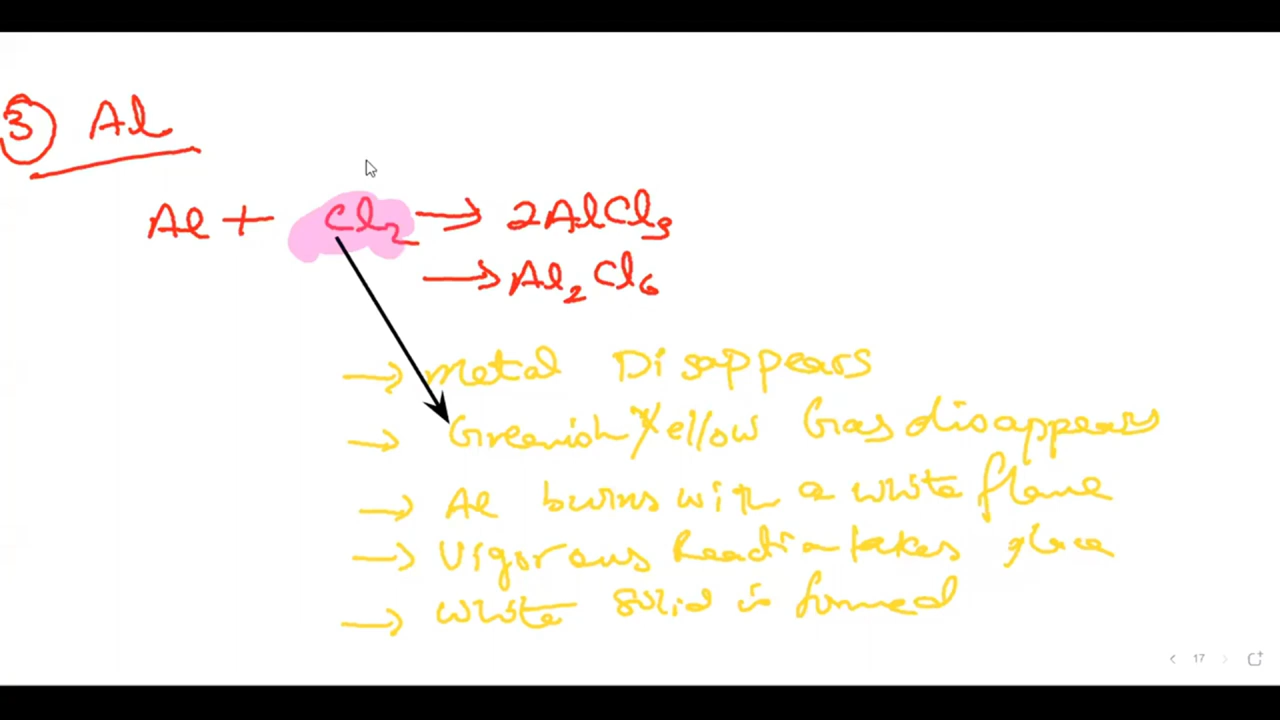 ③ Al
Al + Cl₂ → 2AlCl₃
→ Al₂Cl₆
→ Metal Disappears
→ Greenish Yellow Gas disappears
→ Al burns with a white flame
→ Vigorous Reaction takes place
→ White solid is formed
17